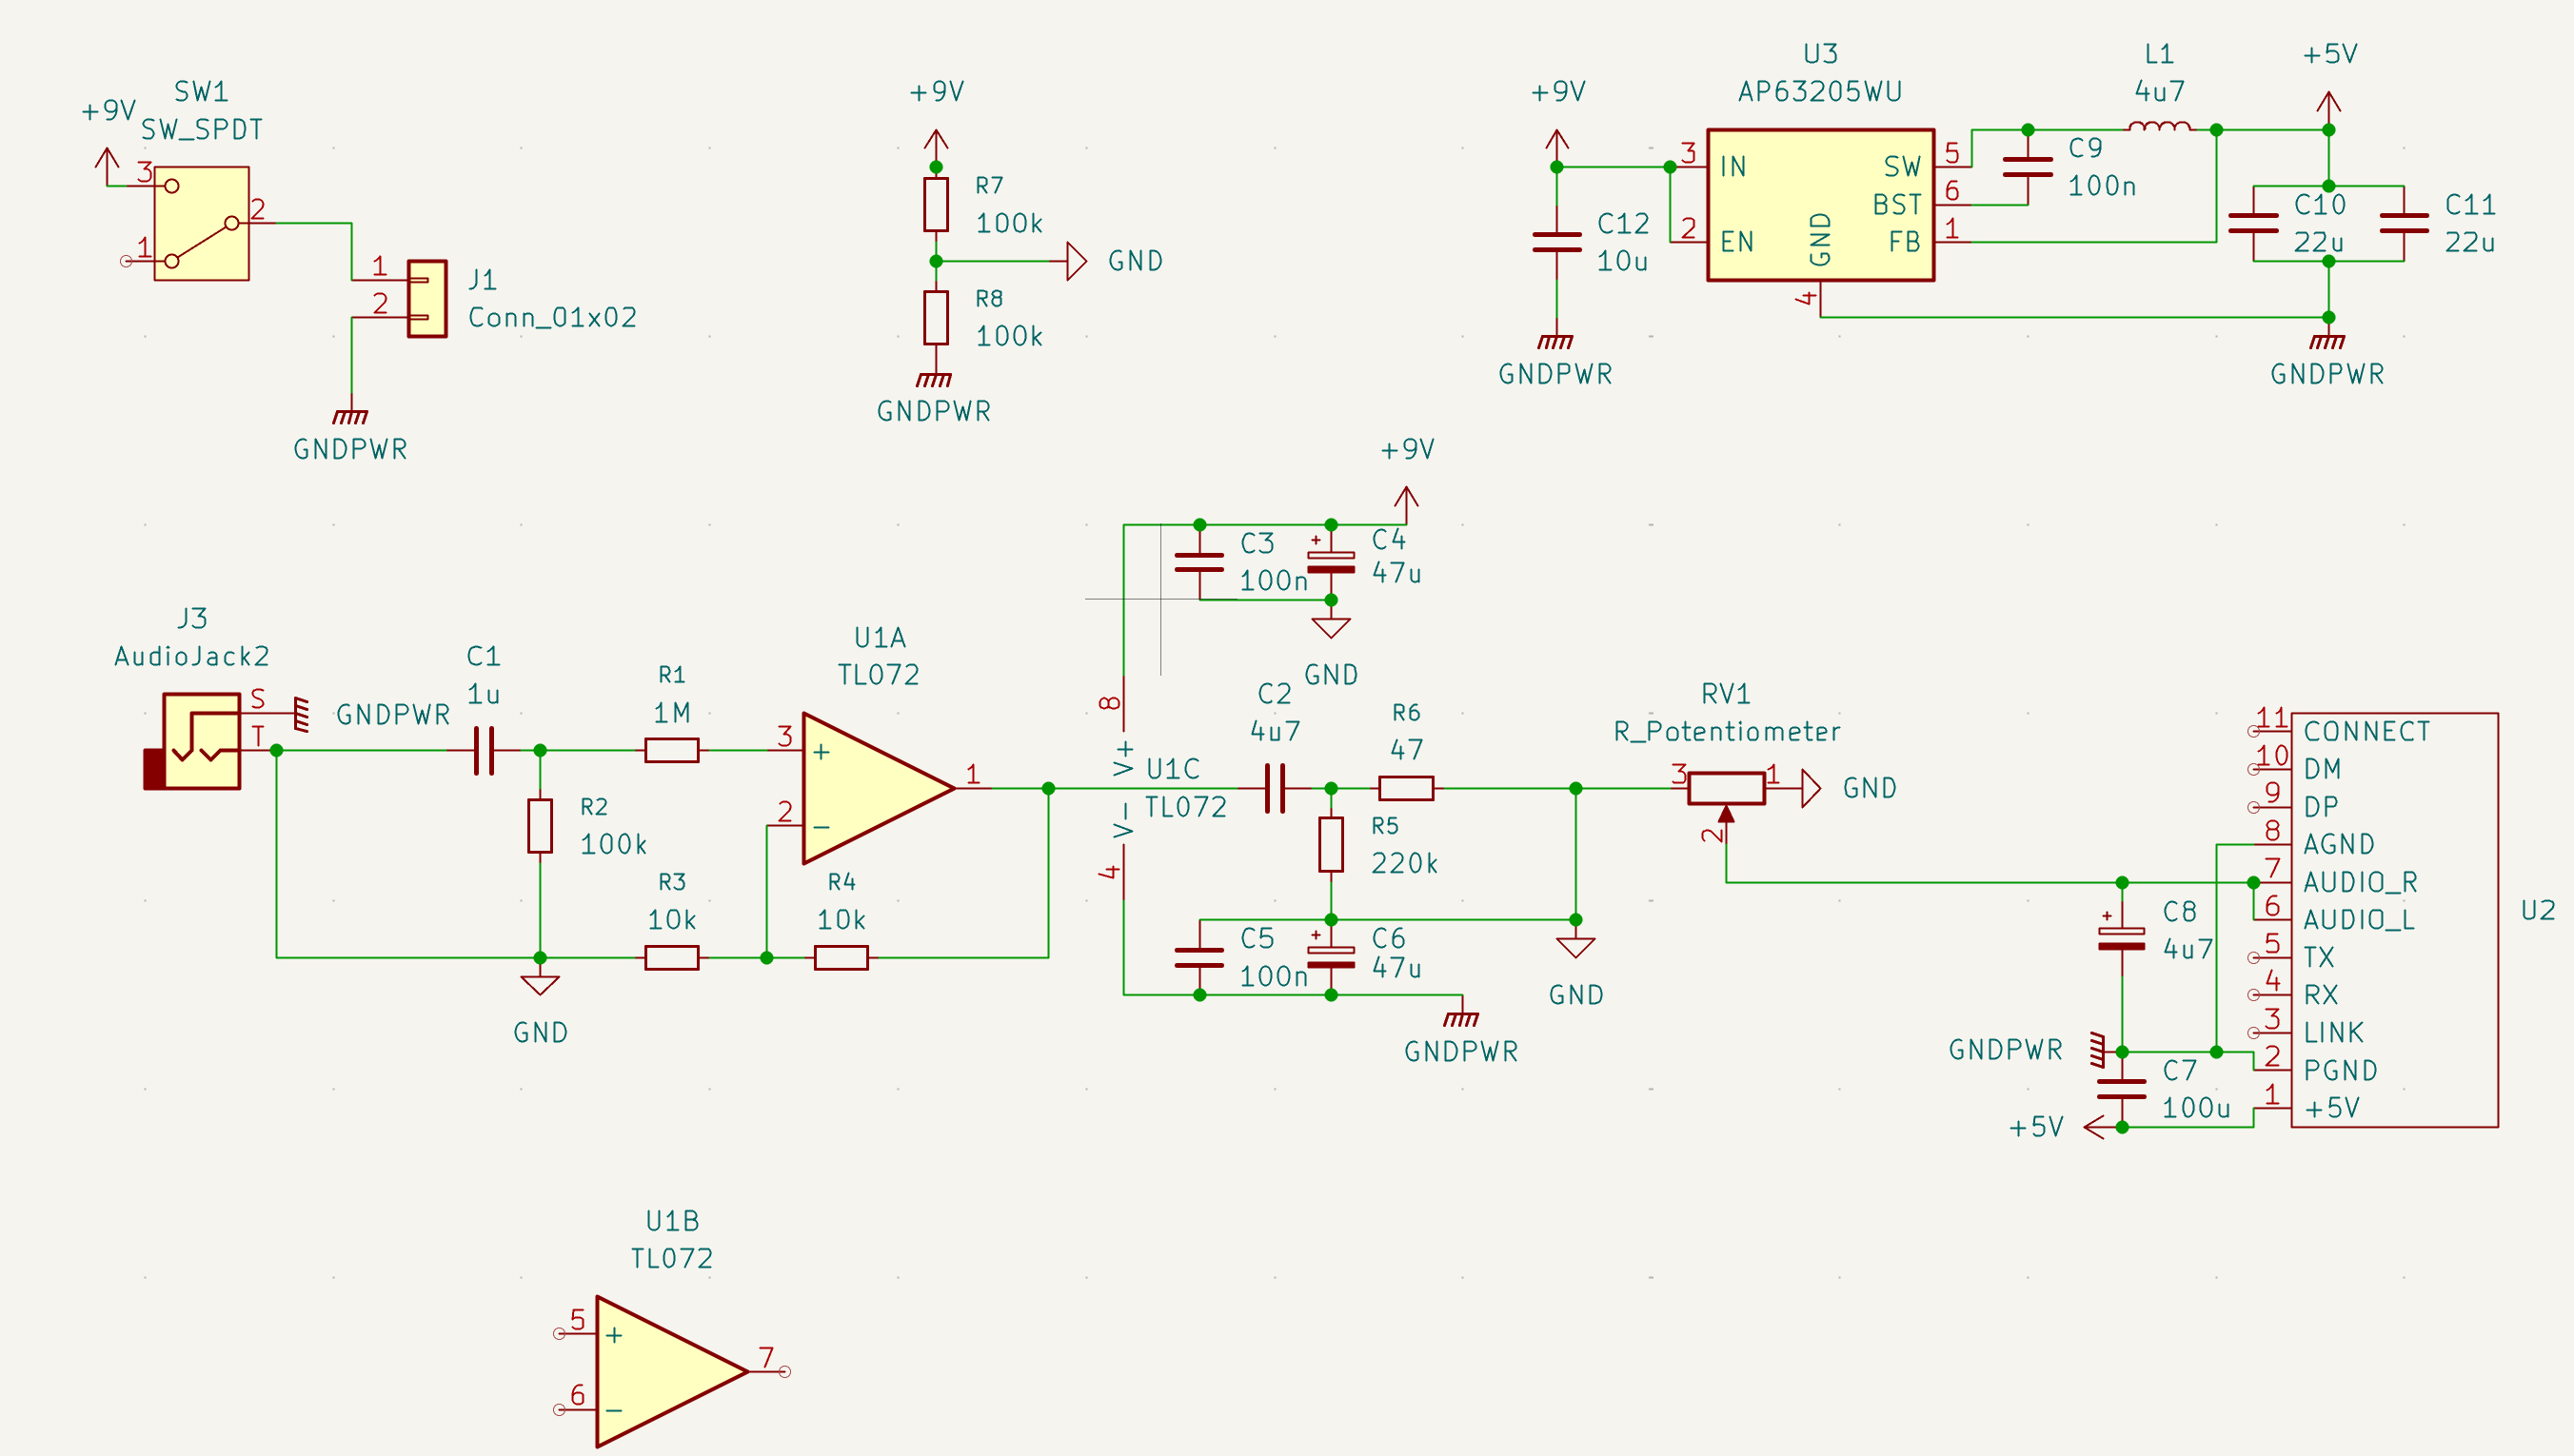 SW1
SW_SPDT
+9V
3
2
1
1
2
J1
Conn_01x02
GNDPWR
+9V
R7
100k
GND
R8
100k
GNDPWR
U3
AP63205WU
+9V
3
IN
2
EN
GND
4
SW
5
BST
6
FB
1
C12
10u
GNDPWR
C9
100n
L1
4u7
+5V
C10
22u
C11
22u
GNDPWR
+9V
C3
100n
+
C4
47u
GND
J3
AudioJack2
S
T
GNDPWR
C1
1u
R1
1M
R2
100k
GND
R3
10k
R4
10k
U1A
TL072
3
+
2
−
1
8
V+
U1C
TL072
V−
4
C2
4u7
R6
47
R5
220k
C5
100n
+
C6
47u
GNDPWR
GND
RV1
R_Potentiometer
3
1
2
GND
+
C8
4u7
GNDPWR
C7
100u
+5V
11
CONNECT
10
DM
9
DP
8
AGND
7
AUDIO_R
6
AUDIO_L
5
TX
4
RX
3
LINK
2
PGND
1
+5V
U2
U1B
TL072
5
+
6
−
7